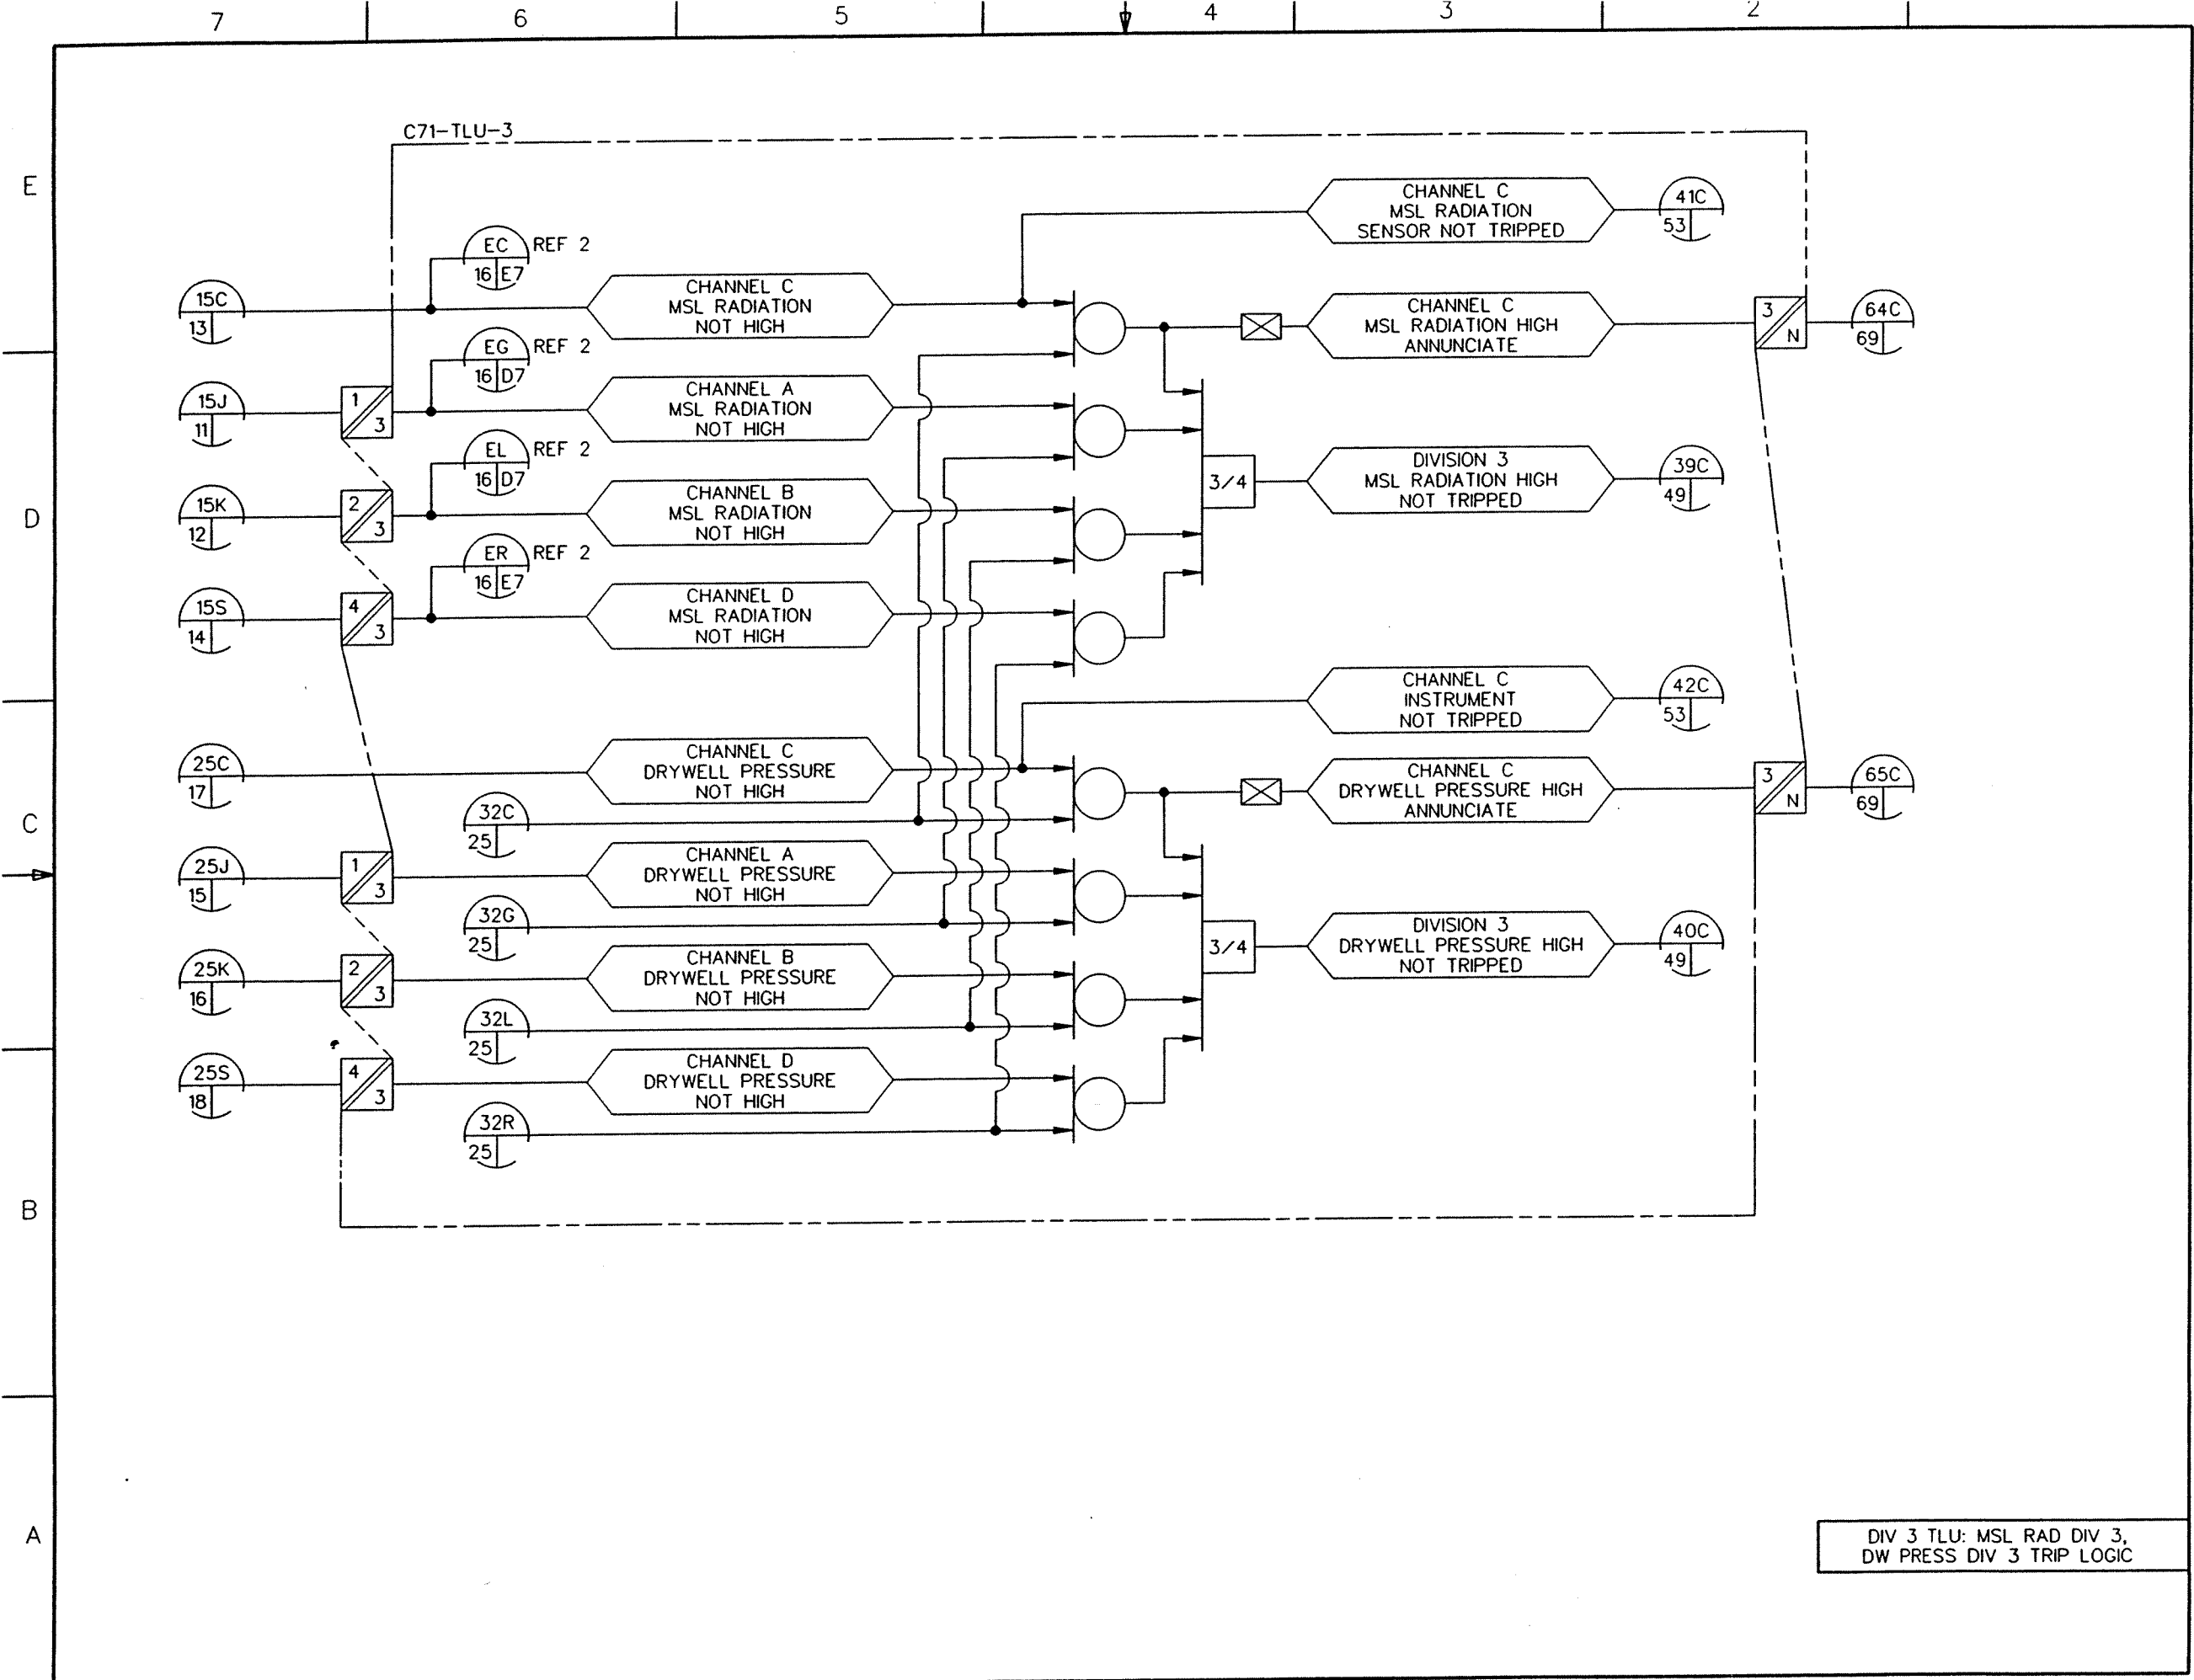 7
6
5
4
3
2
E
D
C
B
A
C71-TLU-3
CHANNEL C
MSL RADIATION
SENSOR NOT TRIPPED
41C
53
EC
REF 2
16 E7
15C
13
CHANNEL C
MSL RADIATION
NOT HIGH
CHANNEL C
MSL RADIATION HIGH
ANNUNCIATE
3
N
64C
69
EG
REF 2
16 D7
15J
11
1
3
CHANNEL A
MSL RADIATION
NOT HIGH
EL
REF 2
16 D7
15K
12
2
3
CHANNEL B
MSL RADIATION
NOT HIGH
3/4
DIVISION 3
MSL RADIATION HIGH
NOT TRIPPED
39C
49
ER
REF 2
16 E7
15S
14
4
3
CHANNEL D
MSL RADIATION
NOT HIGH
CHANNEL C
INSTRUMENT
NOT TRIPPED
42C
53
25C
17
CHANNEL C
DRYWELL PRESSURE
NOT HIGH
CHANNEL C
DRYWELL PRESSURE HIGH
ANNUNCIATE
3
N
65C
69
32C
25
25J
15
1
3
CHANNEL A
DRYWELL PRESSURE
NOT HIGH
32G
25
25K
16
2
3
CHANNEL B
DRYWELL PRESSURE
NOT HIGH
3/4
DIVISION 3
DRYWELL PRESSURE HIGH
NOT TRIPPED
40C
49
32L
25
25S
18
4
3
CHANNEL D
DRYWELL PRESSURE
NOT HIGH
32R
25
DIV 3 TLU: MSL RAD DIV 3,
DW PRESS DIV 3 TRIP LOGIC